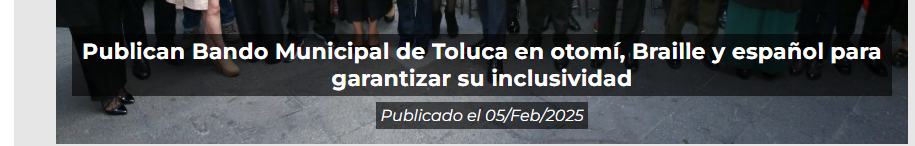 Publican Bando Municipal de Toluca en otomí, Braille y español para
garantizar su inclusividad
Publicado el 05/Feb/2025